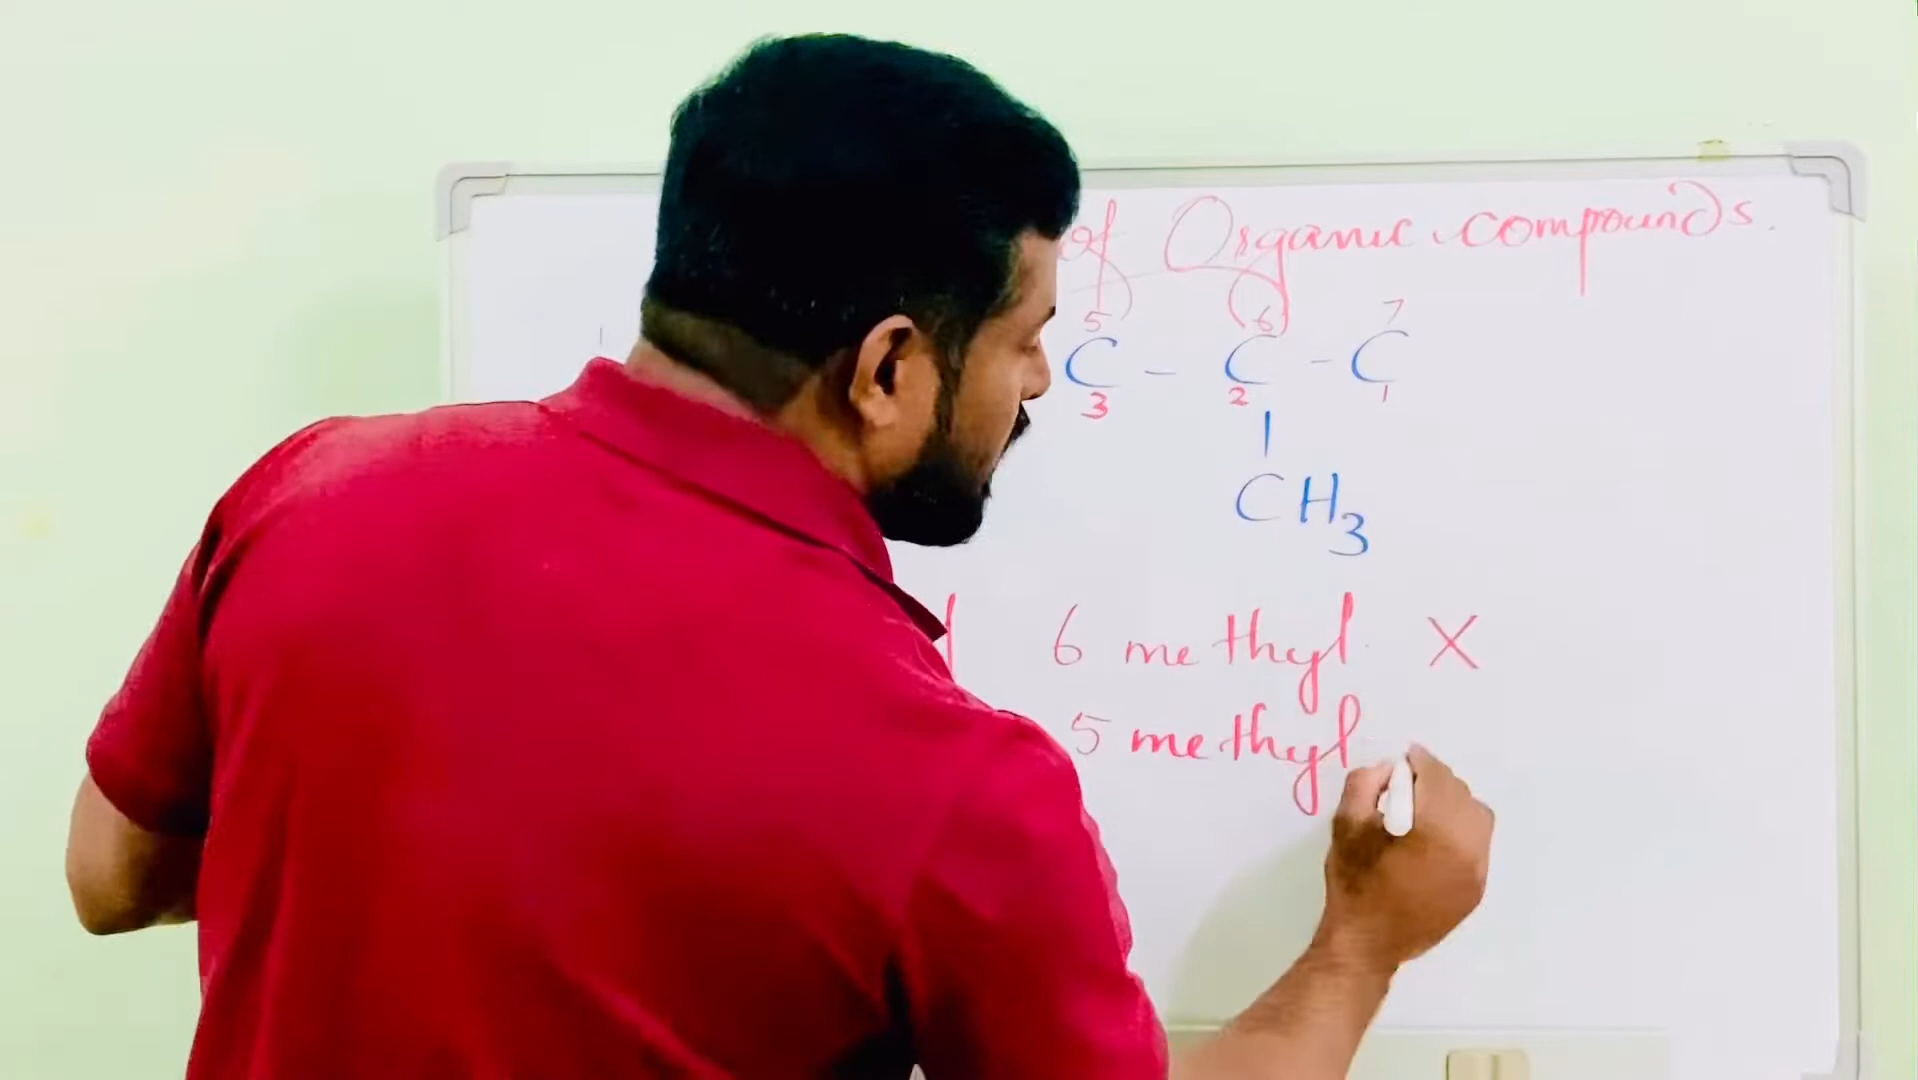 of Organic compounds.
5 6 7
C - C - C
3 2 1
|
CH3
6 methyl X
5 methyl